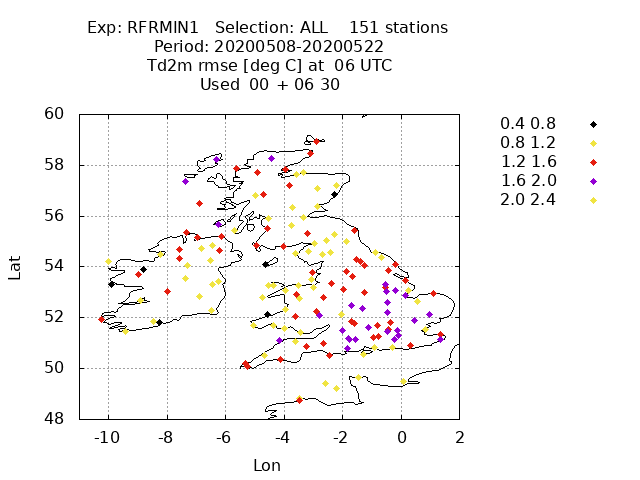 Exp: RFRMIN1 Selection: ALL 151 stations
Period: 20200508-20200522
Td2m rmse [deg C] at 06 UTC
Used 00 + 06 30
0.4 0.8
0.8 1.2
1.2 1.6
1.6 2.0
2.0 2.4
60
58
56
54
52
50
48
Lat
-10 -8 -6 -4 -2 0 2
Lon